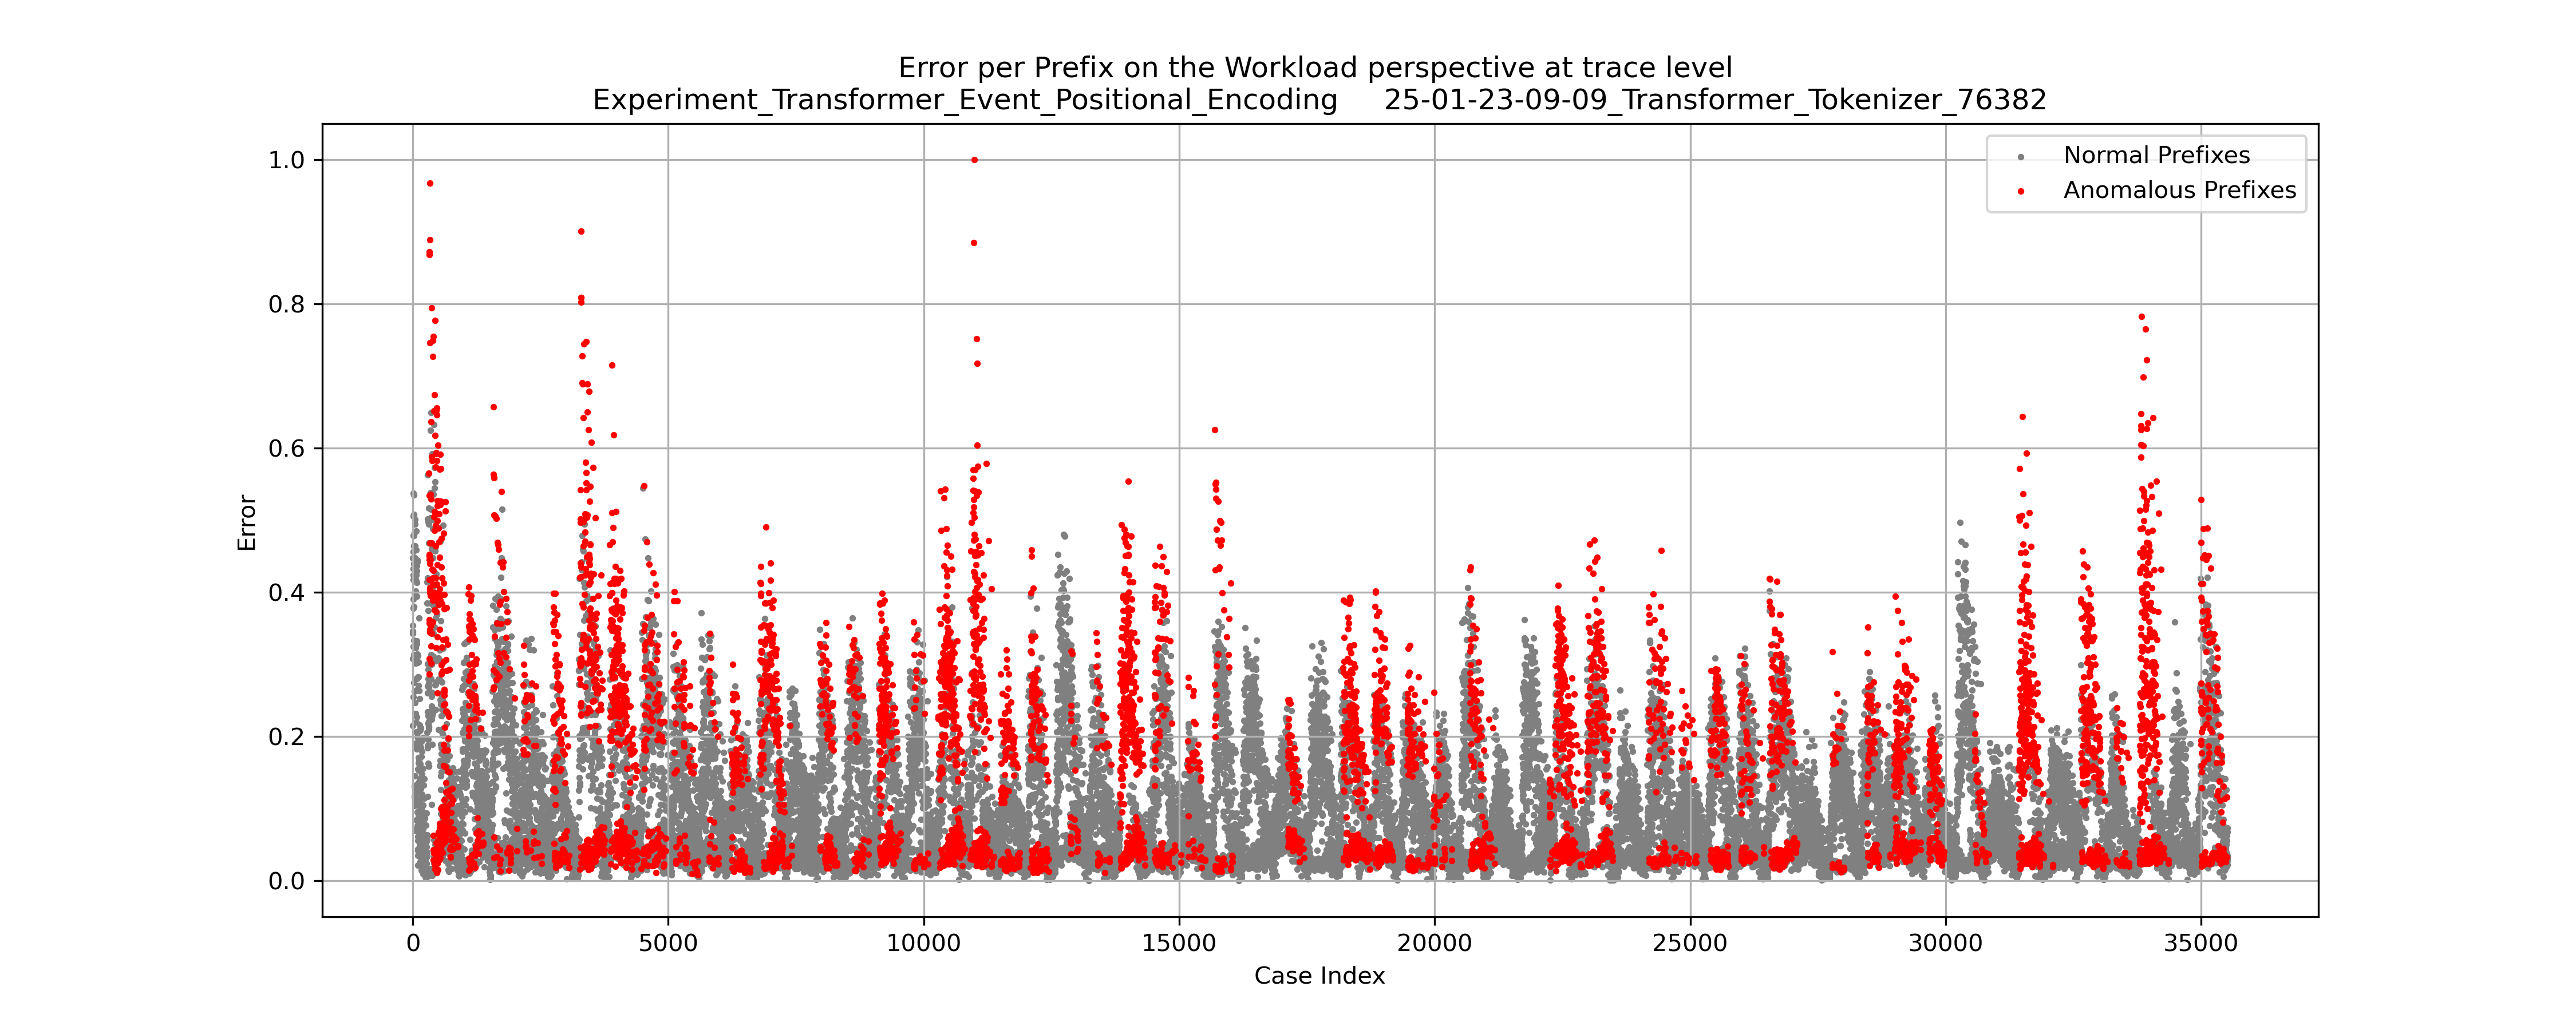 Error per Prefix on the Workload perspective at trace level
Experiment_Transformer_Event_Positional_Encoding 25-01-23-09-09_Transformer_Tokenizer_76382
Normal Prefixes
Anomalous Prefixes
1.0
0.8
0.6
0.4
0.2
0.0
Error
0 5000 10000 15000 20000 25000 30000 35000
Case Index